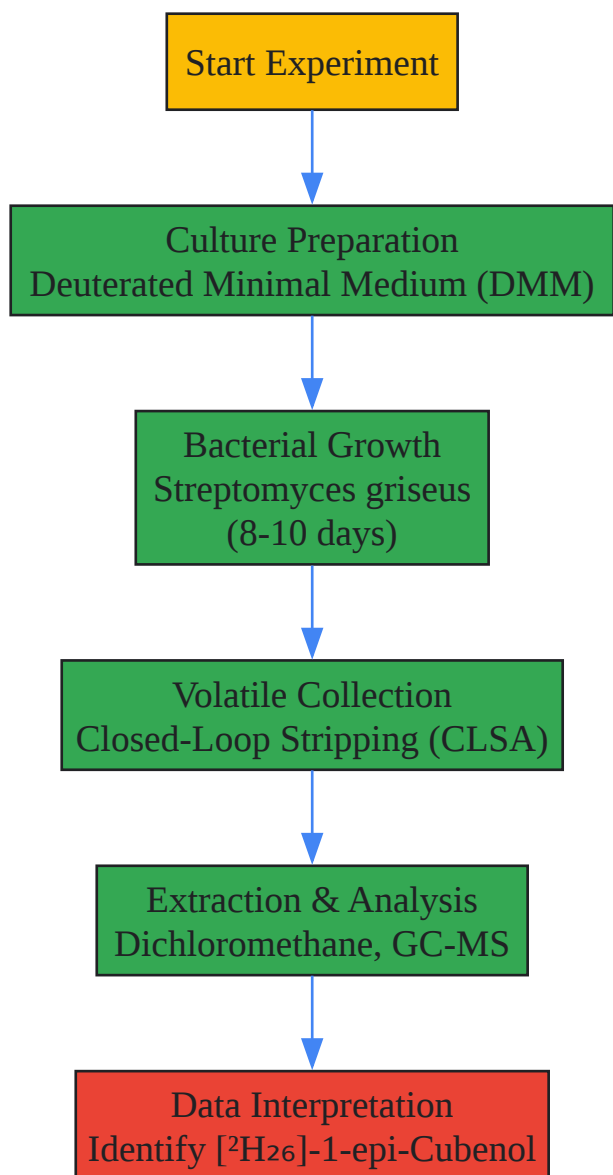 Start Experiment
Culture Preparation
Deuterated Minimal Medium (DMM)
Bacterial Growth
Streptomyces griseus
(8-10 days)
Volatile Collection
Closed-Loop Stripping (CLSA)
Extraction & Analysis
Dichloromethane, GC-MS
Data Interpretation
Identify [²H₂₆]-1-epi-Cubenol